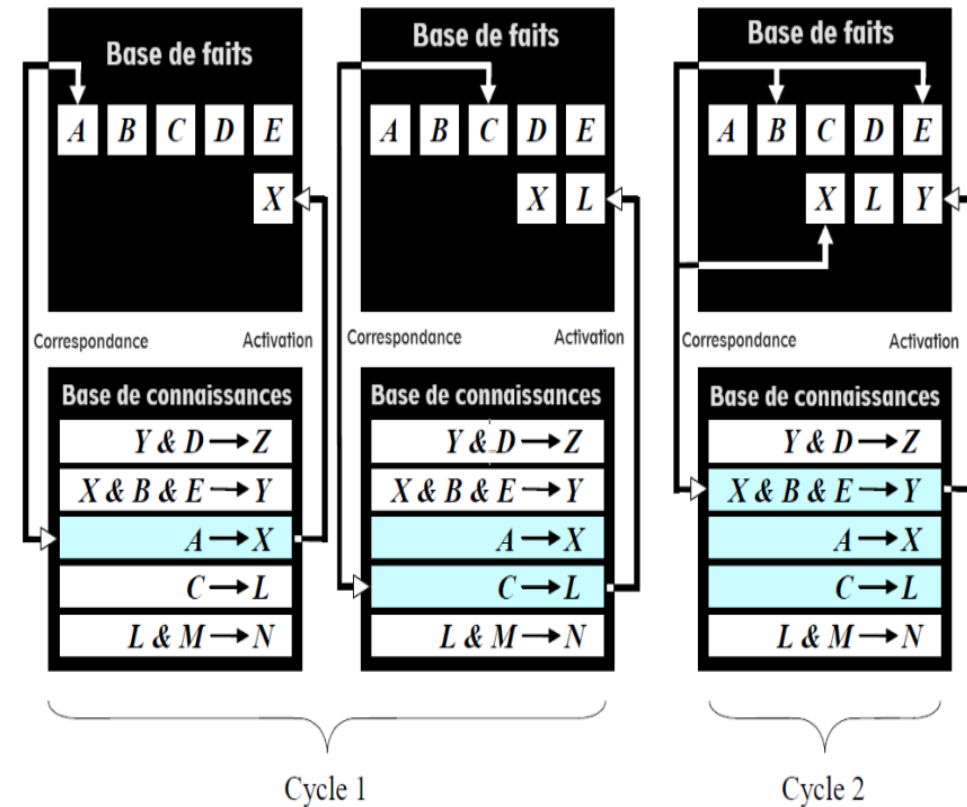 Base de faits
A B C D E
X
Correspondance Activation
Base de connaissances
Y & D → Z
X & B & E → Y
A → X
C → L
L & M → N
Base de faits
A B C D E
X L
Correspondance Activation
Base de connaissances
Y & D → Z
X & B & E → Y
A → X
C → L
L & M → N
Cycle 1
Base de faits
A B C D E
X L Y
Correspondance Activation
Base de connaissances
Y & D → Z
X & B & E → Y
A → X
C → L
L & M → N
Cycle 2